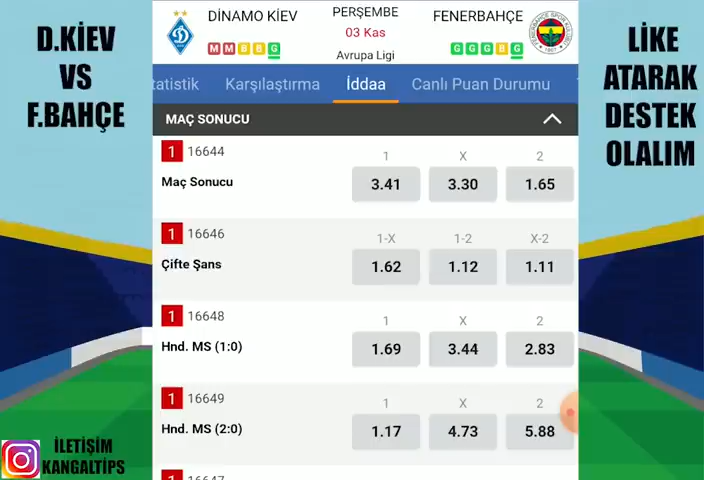 D.KİEV
VS
F.BAHÇE
DİNAMO KİEV
M M B B G
PERŞEMBE
03 Kas
Avrupa Ligi
FENERBAHÇE
G G G B G
tatistik Karşılaştırma İddaa Canlı Puan Durumu
MAÇ SONUCU
1 16644
Maç Sonucu
1 X 2
3.41 3.30 1.65
1 16646
Çifte Şans
1-X 1-2 X-2
1.62 1.12 1.11
1 16648
Hnd. MS (1:0)
1 X 2
1.69 3.44 2.83
1 16649
Hnd. MS (2:0)
1 X 2
1.17 4.73 5.88
LİKE
ATARAK
DESTEK
OLALIM
İLETİŞİM
KANGALTİPS